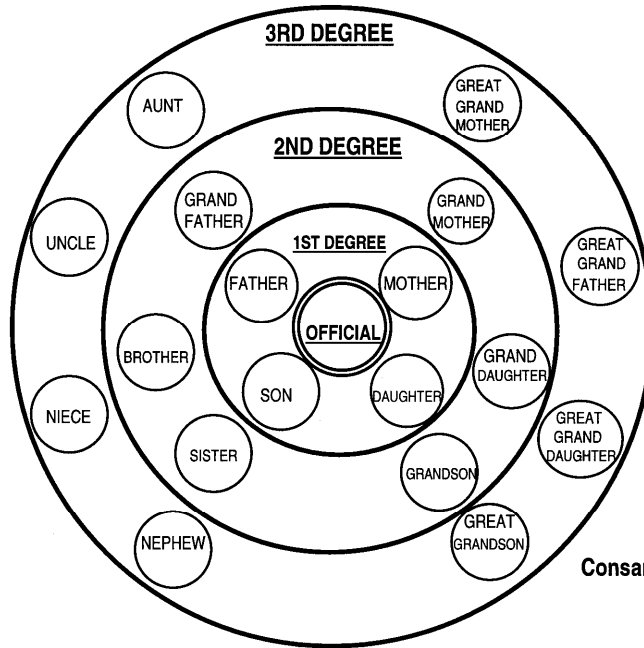 3RD DEGREE
AUNT
GREAT
GRAND
MOTHER
2ND DEGREE
GRAND
FATHER
GRAND
MOTHER
UNCLE
1ST DEGREE
GREAT
GRAND
FATHER
FATHER
MOTHER
OFFICIAL
BROTHER
GRAND
DAUGHTER
SON
DAUGHTER
NIECE
GREAT
GRAND
DAUGHTER
SISTER
GRANDSON
NEPHEW
GREAT
GRANDSON